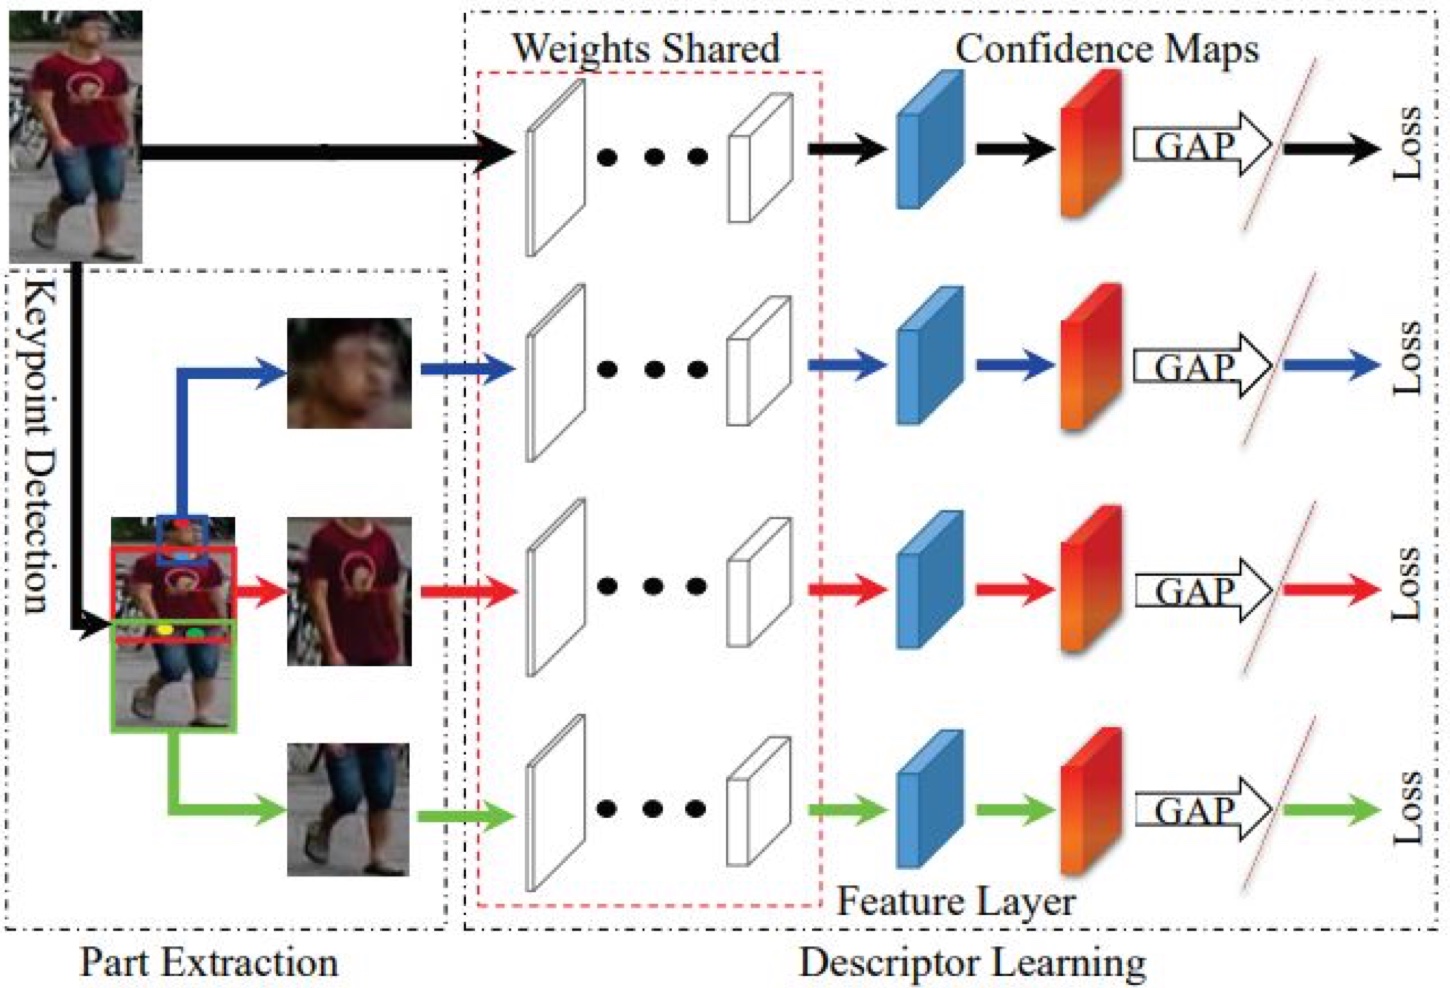 Weights Shared
Confidence Maps
GAP
Loss
Keypoint Detection
GAP
Loss
GAP
Loss
GAP
Loss
Feature Layer
Part Extraction
Descriptor Learning